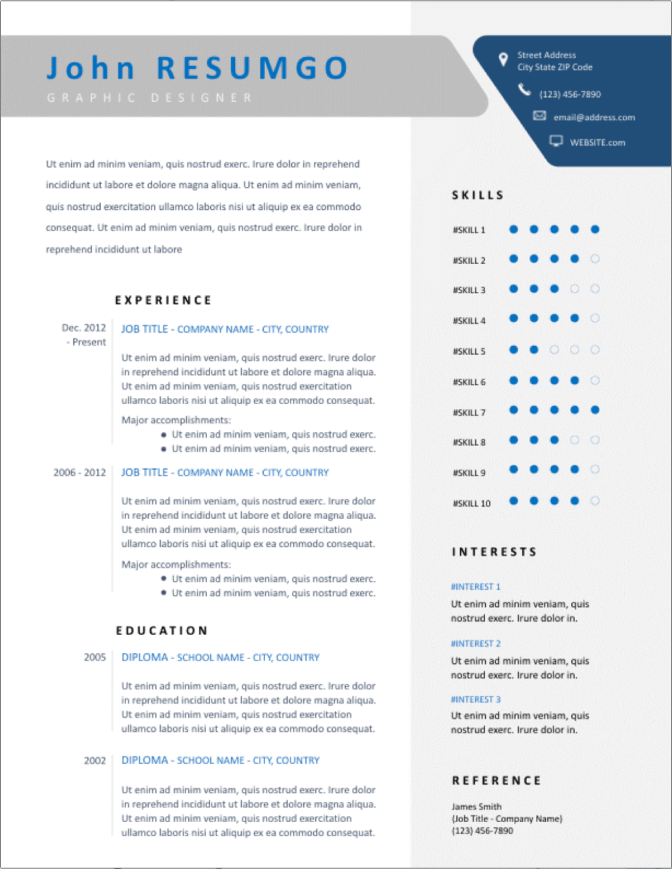 John RESUMGO
GRAPHIC DESIGNER
Street Address
City State ZIP Code
(123) 456-7890
email@address.com
WEBSITE.com
Ut enim ad minim veniam, quis nostrud exerc. Irure dolor in reprehend
incididunt ut labore et dolore magna aliqua. Ut enim ad minim veniam,
quis nostrud exercitation ullamco laboris nisi ut aliquip ex ea commodo
consequat. Ut enim ad minim veniam, quis nostrud exerc. Irure dolor in
reprehend incididunt ut labore
EXPERIENCE
Dec. 2012
- Present
JOB TITLE - COMPANY NAME - CITY, COUNTRY
Ut enim ad minim veniam, quis nostrud exerc. Irure dolor
in reprehend incididunt ut labore et dolore magna aliqua.
Ut enim ad minim veniam, quis nostrud exercitation
ullamco laboris nisi ut aliquip ex ea commodo consequat.
Major accomplishments:
● Ut enim ad minim veniam, quis nostrud exerc.
● Ut enim ad minim veniam, quis nostrud exerc.
2006 - 2012
JOB TITLE - COMPANY NAME - CITY, COUNTRY
Ut enim ad minim veniam, quis nostrud exerc. Irure dolor
in reprehend incididunt ut labore et dolore magna aliqua.
Ut enim ad minim veniam, quis nostrud exercitation
ullamco laboris nisi ut aliquip ex ea commodo consequat.
Major accomplishments:
● Ut enim ad minim veniam, quis nostrud exerc.
● Ut enim ad minim veniam, quis nostrud exerc.
EDUCATION
2005
DIPLOMA - SCHOOL NAME - CITY, COUNTRY
Ut enim ad minim veniam, quis nostrud exerc. Irure dolor
in reprehend incididunt ut labore et dolore magna aliqua.
Ut enim ad minim veniam, quis nostrud exercitation
ullamco laboris nisi ut aliquip ex ea commodo consequat.
2002
DIPLOMA - SCHOOL NAME - CITY, COUNTRY
Ut enim ad minim veniam, quis nostrud exerc. Irure dolor
in reprehend incididunt ut labore et dolore magna aliqua.
Ut enim ad minim veniam, quis nostrud exercitation
ullamco laboris nisi ut aliquip ex ea commodo consequat.
SKILLS
#SKILL 1
#SKILL 2
#SKILL 3
#SKILL 4
#SKILL 5
#SKILL 6
#SKILL 7
#SKILL 8
#SKILL 9
#SKILL 10
INTERESTS
#INTEREST 1
Ut enim ad minim veniam, quis
nostrud exerc. Irure dolor in.
#INTEREST 2
Ut enim ad minim veniam, quis
nostrud exerc. Irure dolor in.
#INTEREST 3
Ut enim ad minim veniam, quis
nostrud exerc. Irure dolor in.
REFERENCE
James Smith
(Job Title - Company Name)
(123) 456-7890